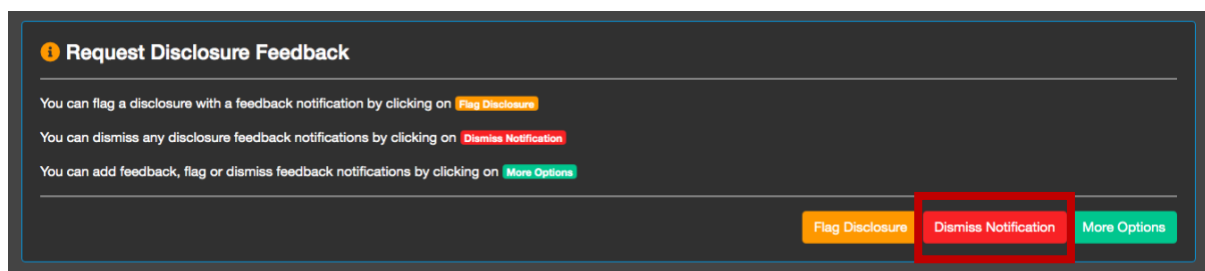 Request Disclosure Feedback
You can flag a disclosure with a feedback notification by clicking on Flag Disclosure
You can dismiss any disclosure feedback notifications by clicking on Dismiss Notification
You can add feedback, flag or dismiss feedback notifications by clicking on More Options
Flag Disclosure Dismiss Notification More Options